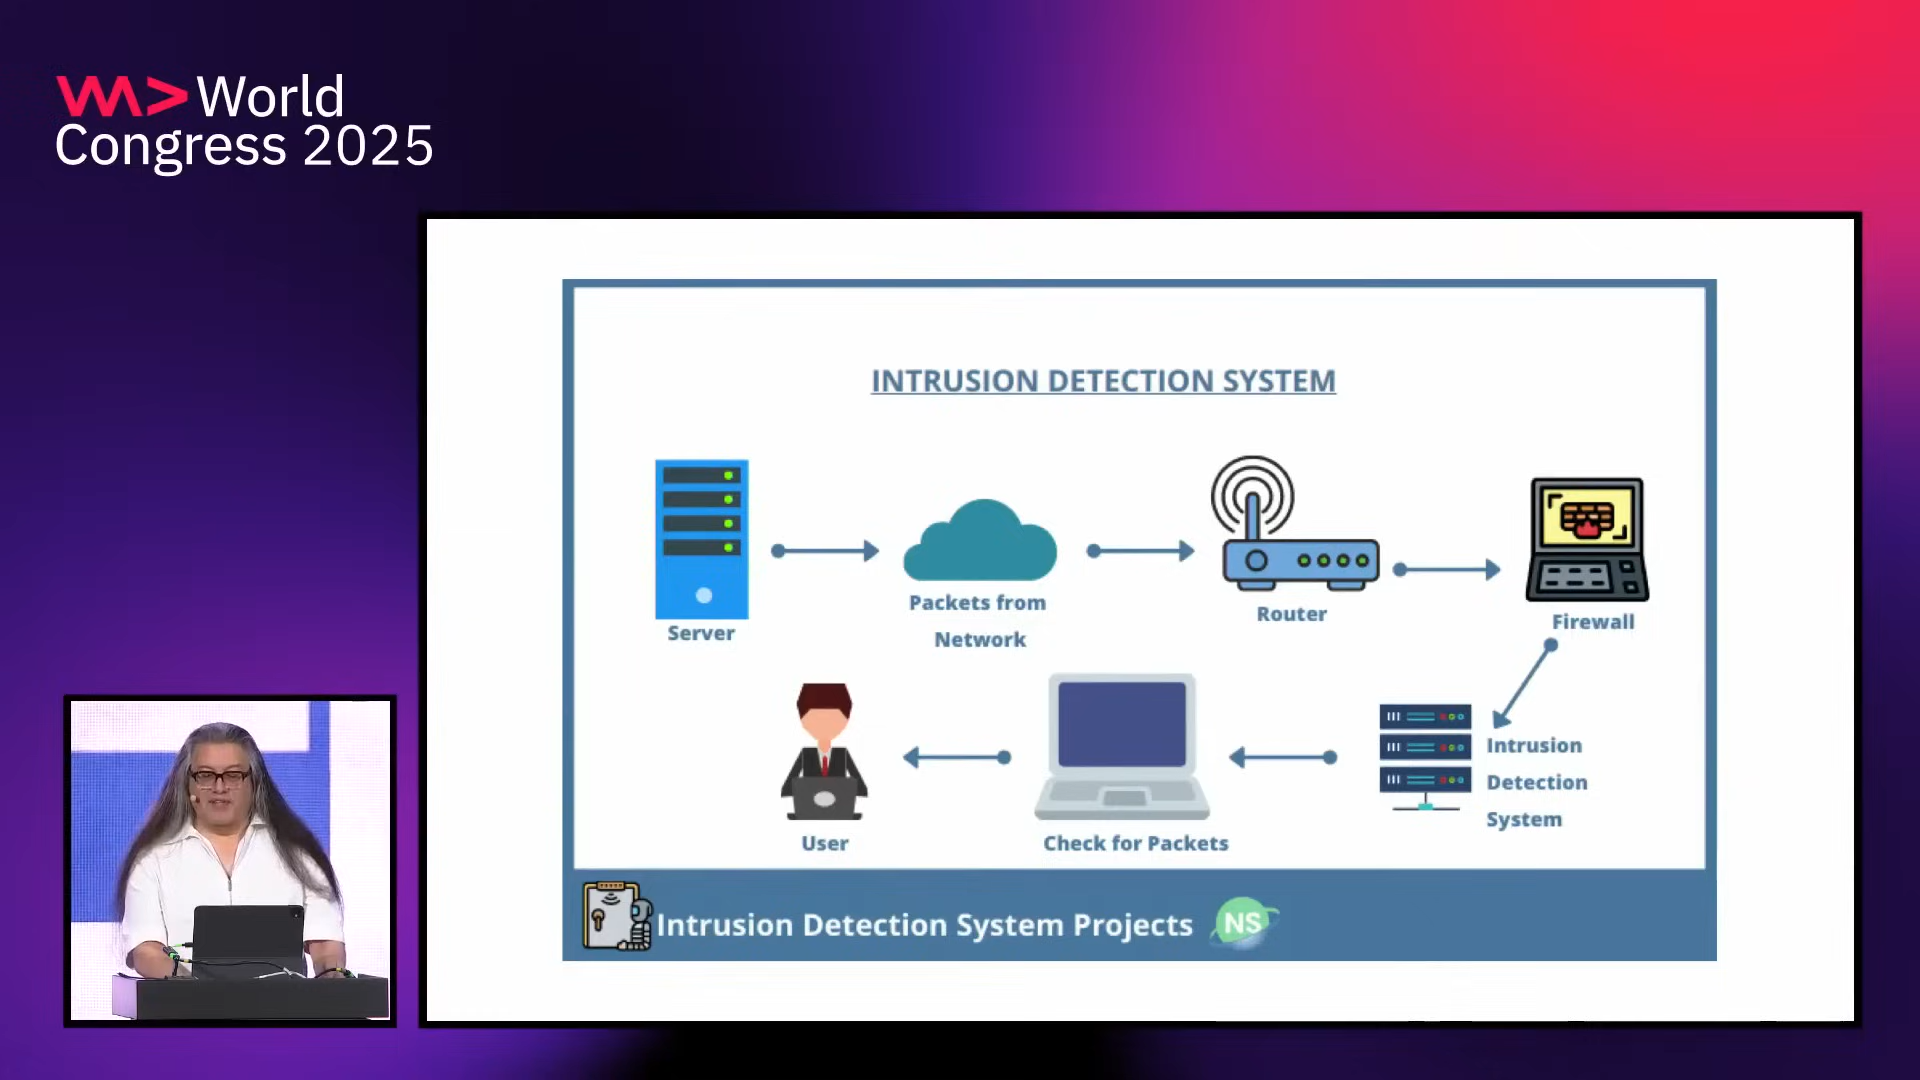 World
Congress 2025
INTRUSION DETECTION SYSTEM
Server
Packets from
Network
Router
Firewall
User
Check for Packets
Intrusion
Detection
System
Intrusion Detection System Projects
NS